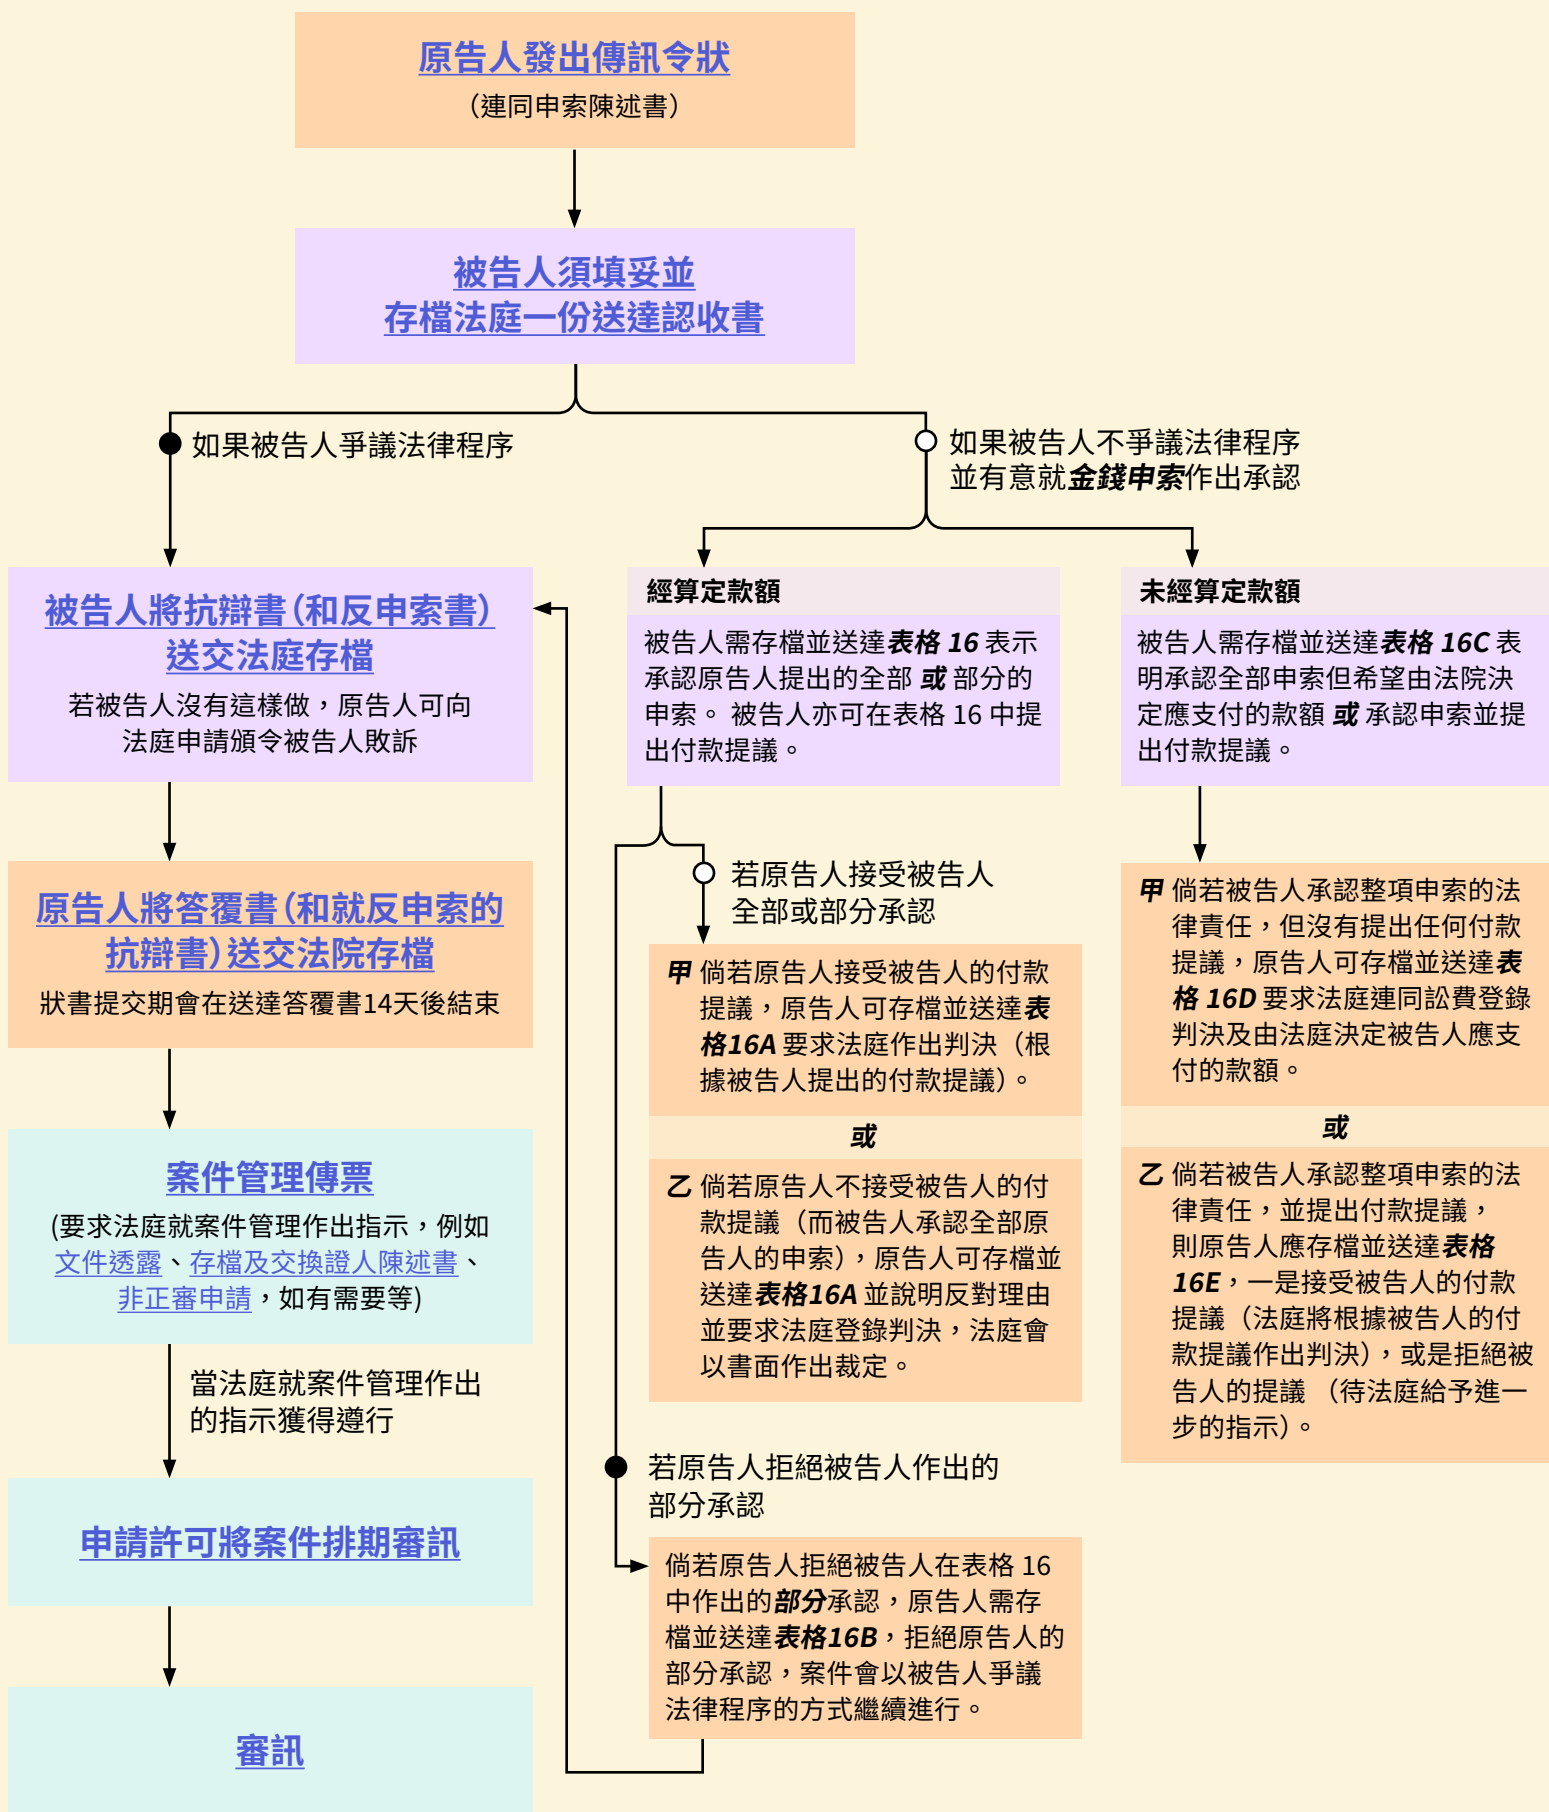 原告人發出傳訊令狀
（連同申索陳述書）
被告人須填妥並
存檔法庭一份送達認收書
如果被告人爭議法律程序
如果被告人不爭議法律程序
並有意就金錢申索作出承認
被告人將抗辯書（和反申索書）
送交法庭存檔
若被告人沒有這樣做，原告人可向
法庭申請頒令被告人敗訴
原告人將答覆書（和就反申索的
抗辯書）送交法院存檔
狀書提交期會在送達答覆書14天後結束
案件管理傳票
(要求法庭就案件管理作出指示，例如
文件透露、存檔及交換證人陳述書、
非正審申請，如有需要等)
當法庭就案件管理作出
的指示獲得遵行
申請許可將案件排期審訊
審訊
經算定款額
被告人需存檔並送達表格 16 表示
承認原告人提出的全部 或 部分的
申索。 被告人亦可在表格 16 中提
出付款提議。
若原告人接受被告人
全部或部分承認
甲 倘若原告人接受被告人的付款
提議，原告人可存檔並送達表
格16A 要求法庭作出判決（根
據被告人提出的付款提議）。
或
乙 倘若原告人不接受被告人的付
款提議（而被告人承認全部原
告人的申索），原告人可存檔並
送達表格16A 並說明反對理由
並要求法庭登錄判決，法庭會
以書面作出裁定。
若原告人拒絕被告人作出的
部分承認
倘若原告人拒絕被告人在表格 16
中作出的部分承認，原告人需存
檔並送達表格16B，拒絕原告人的
部分承認，案件會以被告人爭議
法律程序的方式繼續進行。
未經算定款額
被告人需存檔並送達表格 16C 表
明承認全部申索但希望由法院決
定應支付的款額 或 承認申索並提
出付款提議。
甲 倘若被告人承認整項申索的法
律責任，但沒有提出任何付款
提議，原告人可存檔並送達表
格 16D 要求法庭連同訟費登錄
判決及由法庭決定被告人應支
付的款額。
或
乙 倘若被告人承認整項申索的法
律責任，並提出付款提議，
則原告人應存檔並送達表格
16E，一是接受被告人的付款
提議（法庭將根據被告人的付
款提議作出判決），或是拒絕被
告人的提議 （待法庭給予進一
步的指示）。